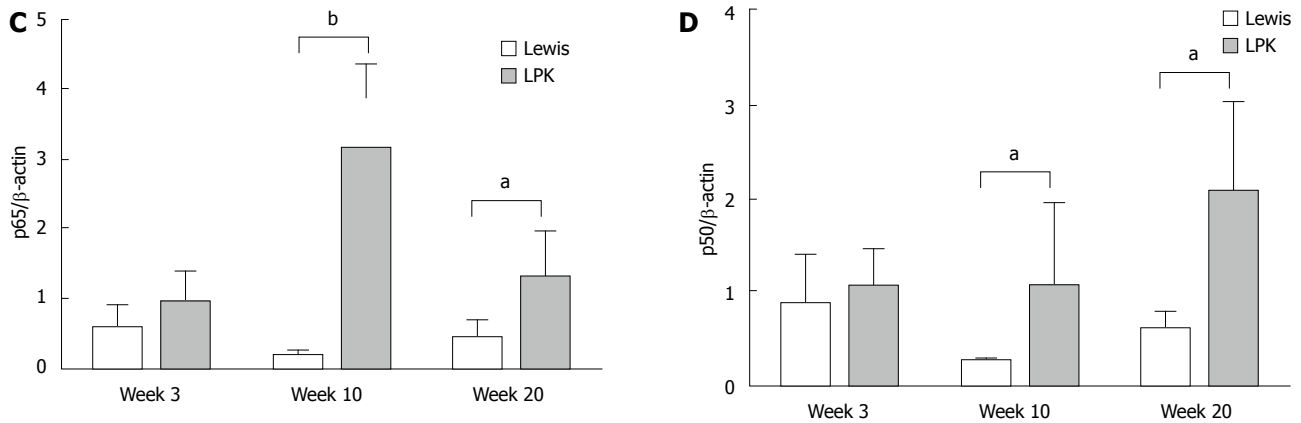 C
p65/β-actin
5
4
3
2
1
0
b
a
Lewis
LPK
Week 3
Week 10
Week 20
D
p50/β-actin
4
3
2
1
0
a
a
Lewis
LPK
Week 3
Week 10
Week 20